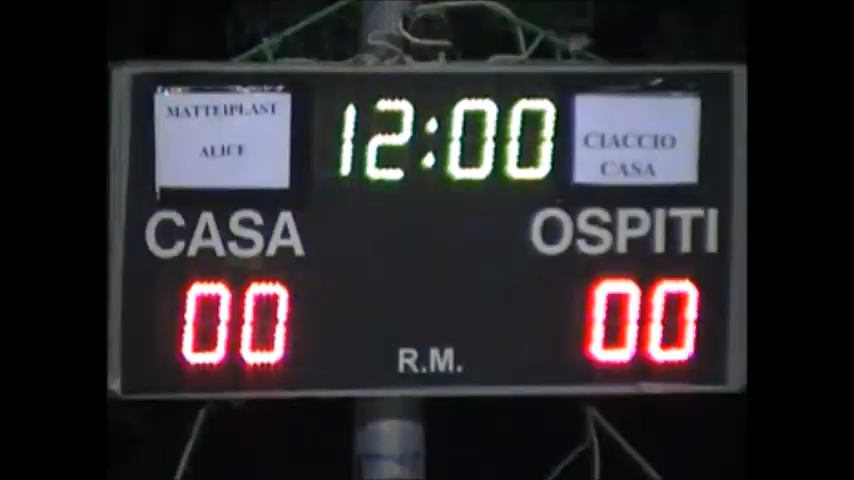 MATTEIPLAST
ALICE
12:00
CIACCIO
CASA
CASA
OSPITI
00
00
R.M.